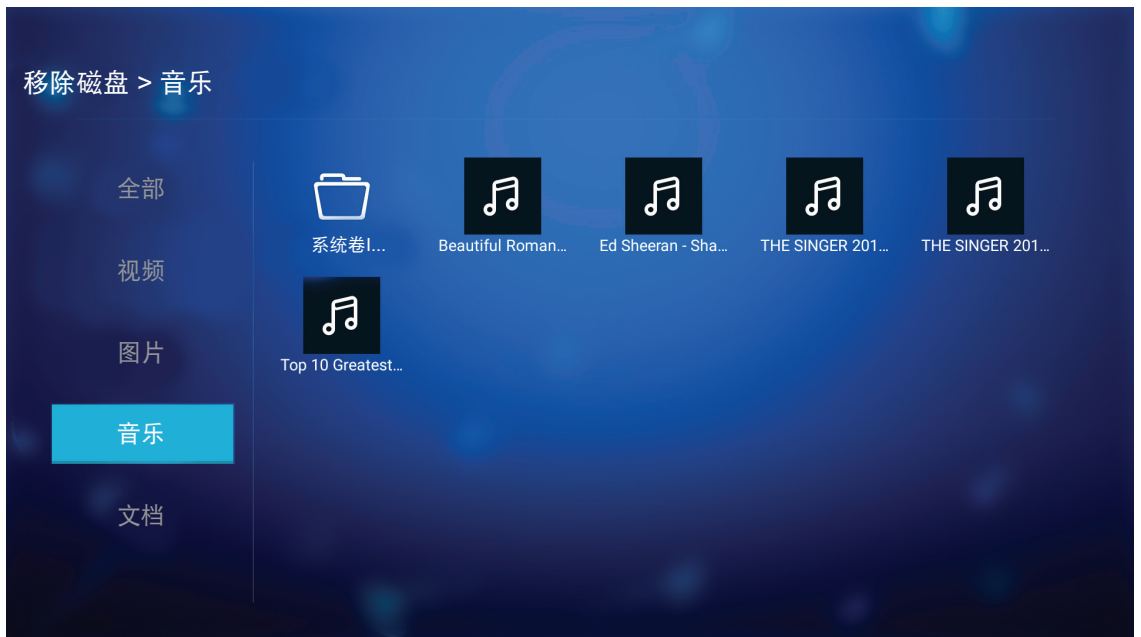 移除磁盘 > 音乐
全部
视频
图片
音乐
文档
系统卷I...
Beautiful Roman...
Ed Sheeran - Sha...
THE SINGER 201...
THE SINGER 201...
Top 10 Greatest...